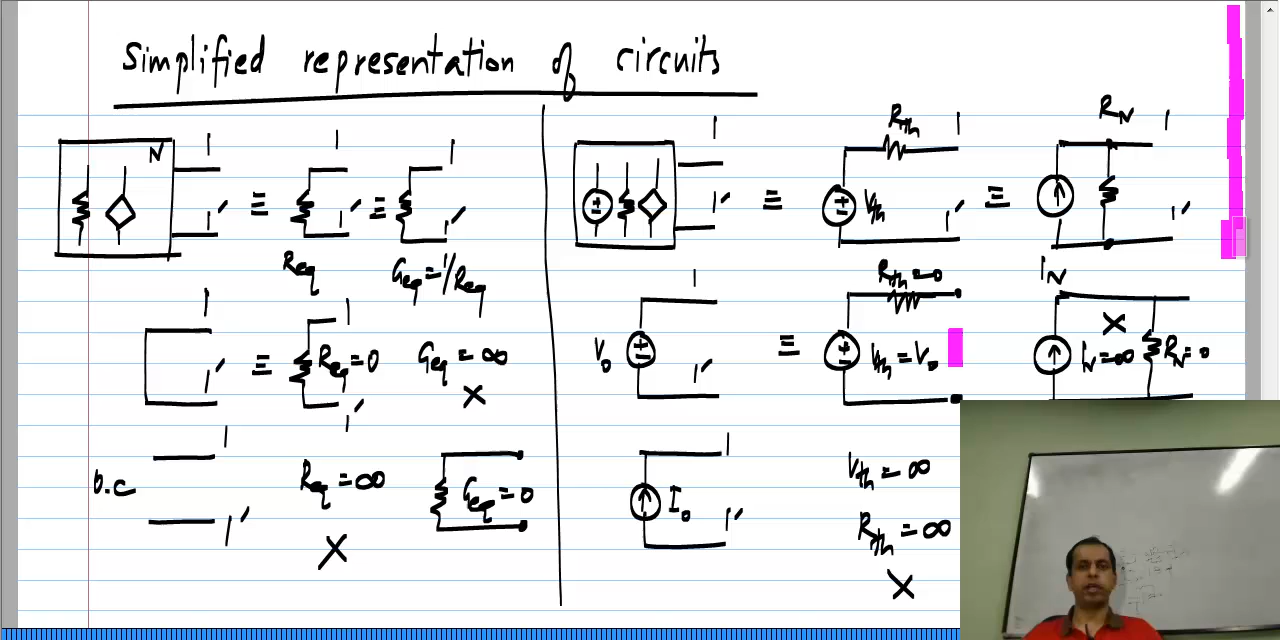 Simplified representation of circuits
N 1 1' ≡ 1 1' ≡ 1 1'
Req Geq = 1/Req
1 1' ≡ 1 Req = 0 1' Geq = ∞
X
o.c 1 1' Req = ∞ Geq = 0
X
1 1' ≡ Rth Vth 1 1' ≡ RN 1 1'
IN
V0 1 1' ≡ Rth = 0 Vth = V0 X IN = ∞ RN = 0
I0 1 1' Vth = ∞
Rth = ∞
X